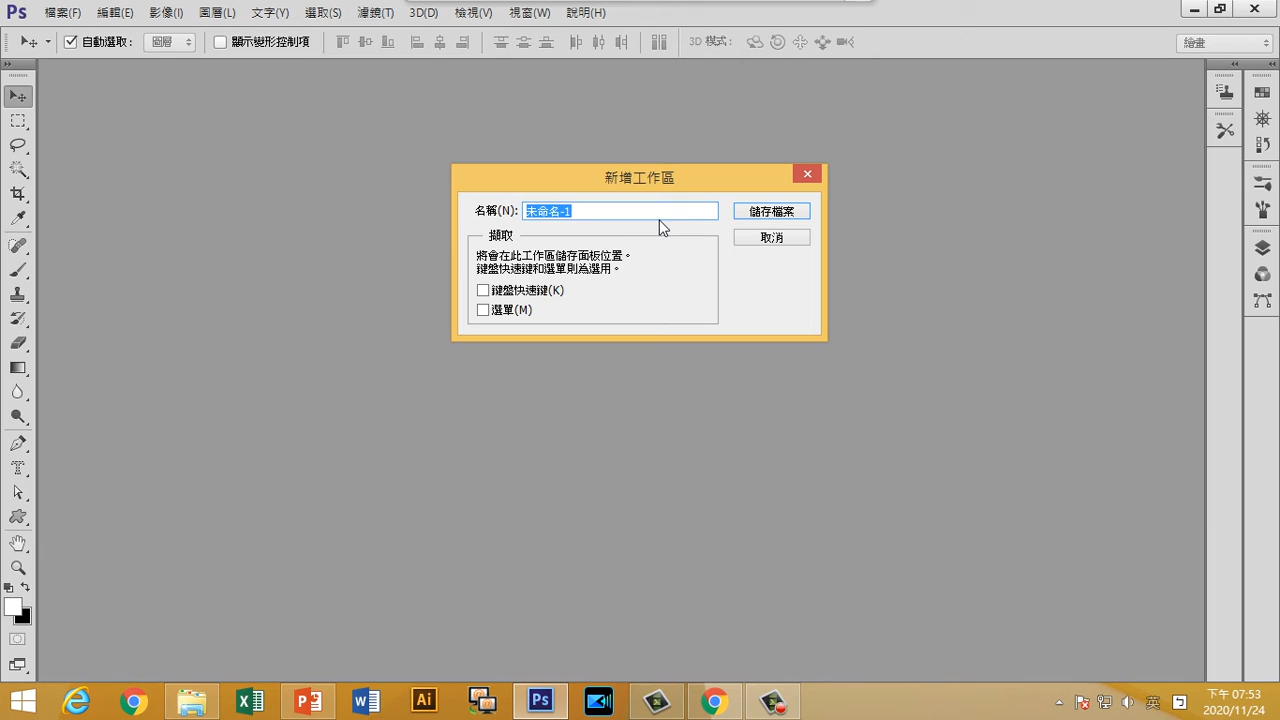 Ps 檔案(F) 編輯(E) 影像(I) 圖層(L) 文字(Y) 選取(S) 濾鏡(T) 3D(D) 檢視(V) 視窗(W) 說明(H)
自動選取： 圖層 顯示變形控制項 3D 模式： 繪畫
新增工作區
名稱(N): 未命名-1 儲存檔案
擷取 取消
將會在此工作區儲存面板位置。
鍵盤快速鍵和選單則為選用。
鍵盤快速鍵(K)
選單(M)
Ai Ps 英 下午 07:53
2020/11/24